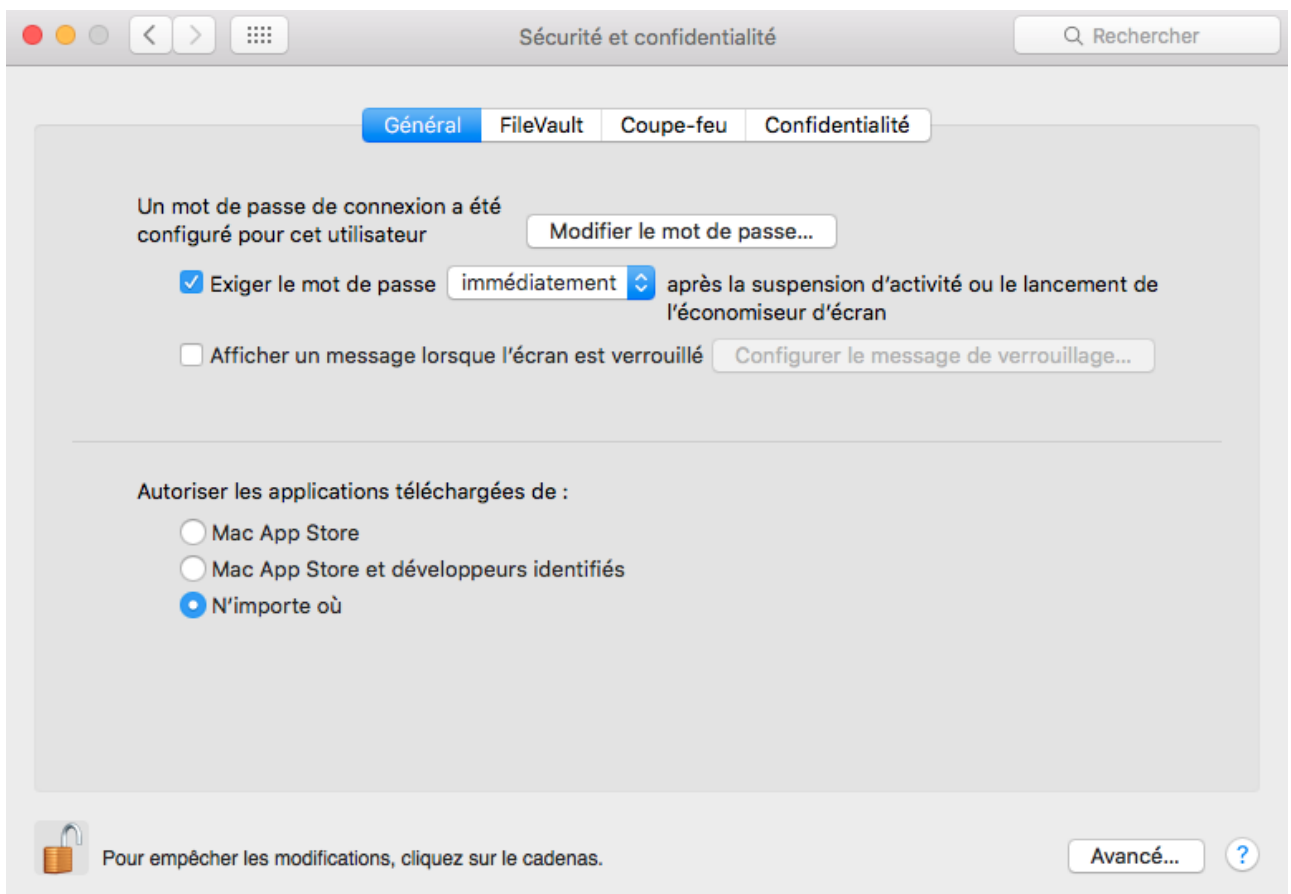 Sécurité et confidentialité
Rechercher
Général
FileVault
Coupe-feu
Confidentialité
Un mot de passe de connexion a été
configuré pour cet utilisateur
Modifier le mot de passe...
Exiger le mot de passe
immédiatement
après la suspension d'activité ou le lancement de
l'économiseur d'écran
Afficher un message lorsque l'écran est verrouillé
Configurer le message de verrouillage...
Autoriser les applications téléchargées de :
Mac App Store
Mac App Store et développeurs identifiés
N'importe où
Pour empêcher les modifications, cliquez sur le cadenas.
Avancé...
?